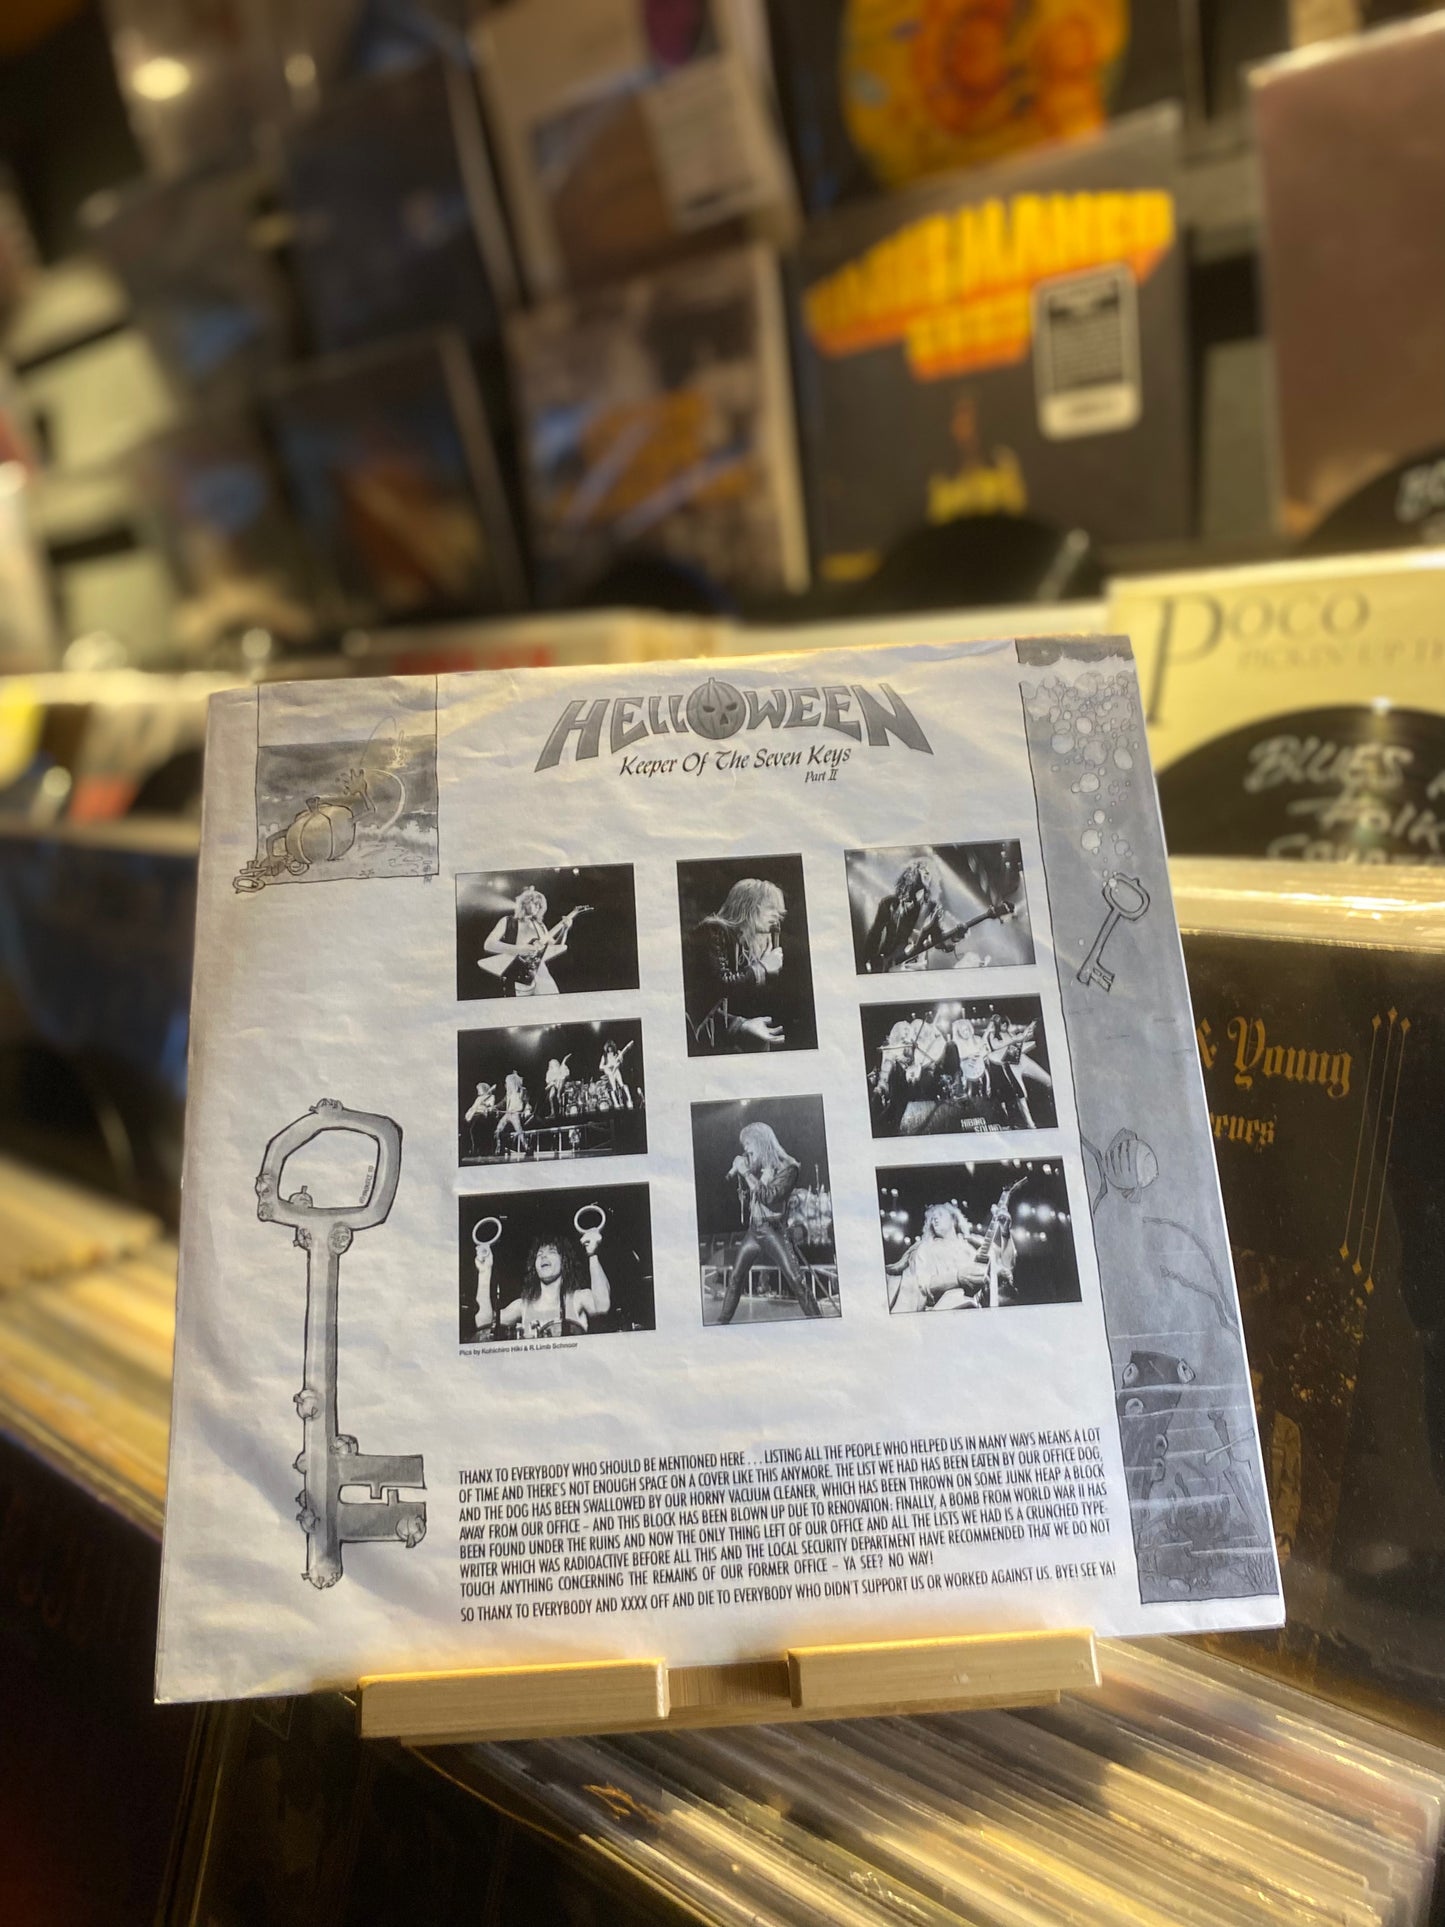 HELLOWEEN
Keeper Of The Seven Keys
Part II
POCO
PICKIN' UP
BLUES
FOLK
COUNTRY
& Young
HIBINO
SOUND
Pics by Kohichiro Hiki & R. Limb Schnoor
THANX TO EVERYBODY WHO SHOULD BE MENTIONED HERE . . . LISTING ALL THE PEOPLE WHO HELPED US IN MANY WAYS MEANS A LOT
OF TIME AND THERE'S NOT ENOUGH SPACE ON A COVER LIKE THIS ANYMORE. THE LIST WE HAD HAS BEEN EATEN BY OUR OFFICE DOG,
AND THE DOG HAS BEEN SWALLOWED BY OUR HORNY VACUUM CLEANER, WHICH HAS BEEN THROWN ON SOME JUNK HEAP A BLOCK
AWAY FROM OUR OFFICE – AND THIS BLOCK HAS BEEN BLOWN UP DUE TO RENOVATION: FINALLY, A BOMB FROM WORLD WAR II HAS
BEEN FOUND UNDER THE RUINS AND NOW THE ONLY THING LEFT OF OUR OFFICE AND ALL THE LISTS WE HAD IS A CRUNCHED TYPE-
WRITER WHICH WAS RADIOACTIVE BEFORE ALL THIS AND THE LOCAL SECURITY DEPARTMENT HAVE RECOMMENDED THAT WE DO NOT
TOUCH ANYTHING CONCERNING THE REMAINS OF OUR FORMER OFFICE – YA SEE? NO WAY!
SO THANX TO EVERYBODY AND XXXX OFF AND DIE TO EVERYBODY WHO DIDN'T SUPPORT US OR WORKED AGAINST US. BYE! SEE YA!